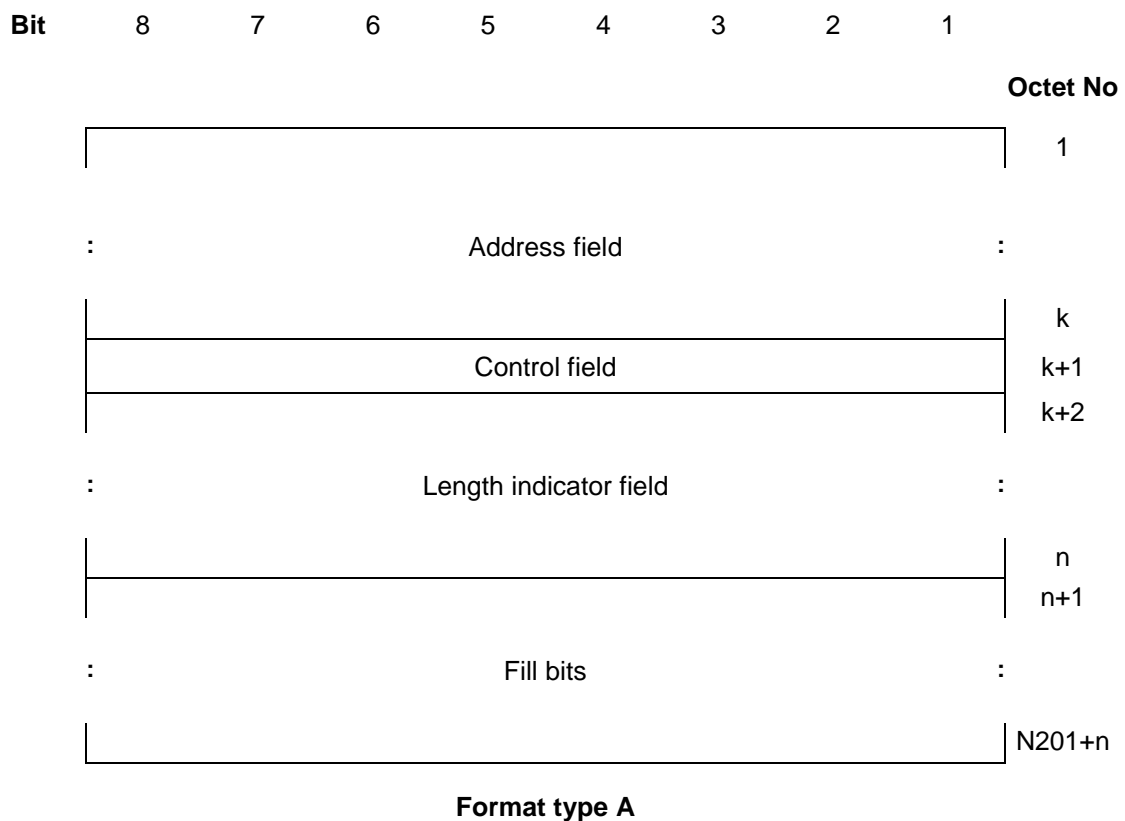 Bit 8 7 6 5 4 3 2 1
Octet No
1
: Address field :
k
Control field k+1
k+2
: Length indicator field :
n
n+1
: Fill bits :
N201+n
Format type A